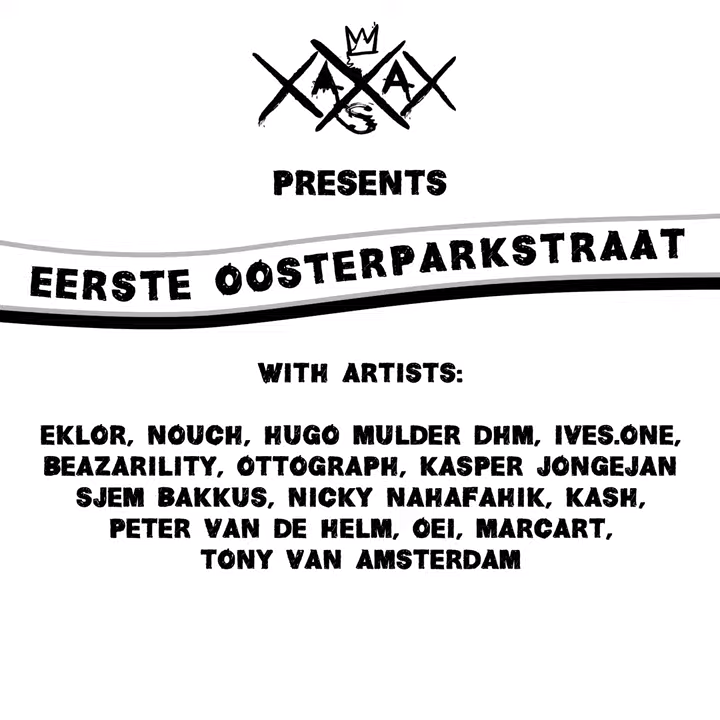 XAXAX
S
PRESENTS
EERSTE OOSTERPARKSTRAAT
WITH ARTISTS:
EKLOR, NOUCH, HUGO MULDER DHM, IVES.ONE,
BEAZARILITY, OTTOGRAPH, KASPER JONGEJAN
SJEM BAKKUS, NICKY NAHAFAHIK, KASH,
PETER VAN DE HELM, OEI, MARCART,
TONY VAN AMSTERDAM